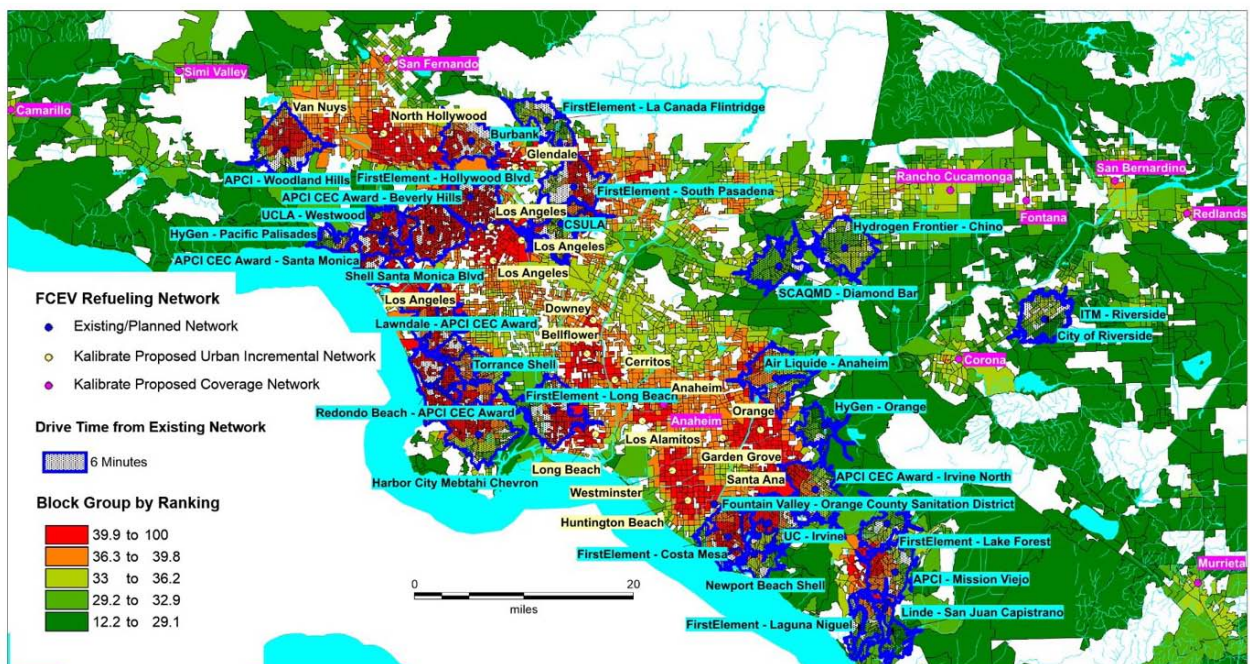 San Fernando
Simi Valley
Camarillo
Van Nuys
North Hollywood
FirstElement - La Canada Flintridge
Burbank
Glendale
APCI - Woodland Hills
FirstElement - Hollywood Blvd.
FirstElement - South Pasadena
APCI CEC Award - Beverly Hills
UCLA - Westwood
Los Angeles
CSULA
HyGen - Pacific Palisades
Los Angeles
APCI CEC Award - Santa Monica
Los Angeles
Shell Santa Monica Blvd
San Bernardino
Rancho Cucamonga
Fontana
Redlands
Hydrogen Frontier - Chino
SCAQMD - Diamond Bar
ITM - Riverside
City of Riverside
Corona
Los Angeles
Lawndale - APCI CEC Award
Downey
Bellflower
Cerritos
Torrance Shell
Air Liquide - Anaheim
Anaheim
FirstElement - Long Beach
Redondo Beach - APCI CEC Award
Orange
HyGen - Orange
Anaheim
Los Alamitos
Garden Grove
Long Beach
Harbor City Mebtahi Chevron
Santa Ana
APCI CEC Award - Irvine North
Westminster
Fountain Valley - Orange County Sanitation District
Huntington Beach
UC - Irvine
FirstElement - Lake Forest
FirstElement - Costa Mesa
Newport Beach Shell
APCI - Mission Viejo
Murrieta
Linde - San Juan Capistrano
FirstElement - Laguna Niguel
FCEV Refueling Network
Existing/Planned Network
Kalibrate Proposed Urban Incremental Network
Kalibrate Proposed Coverage Network
Drive Time from Existing Network
6 Minutes
Block Group by Ranking
39.9 to 100
36.3 to 39.8
33 to 36.2
29.2 to 32.9
12.2 to 29.1
0 20
miles